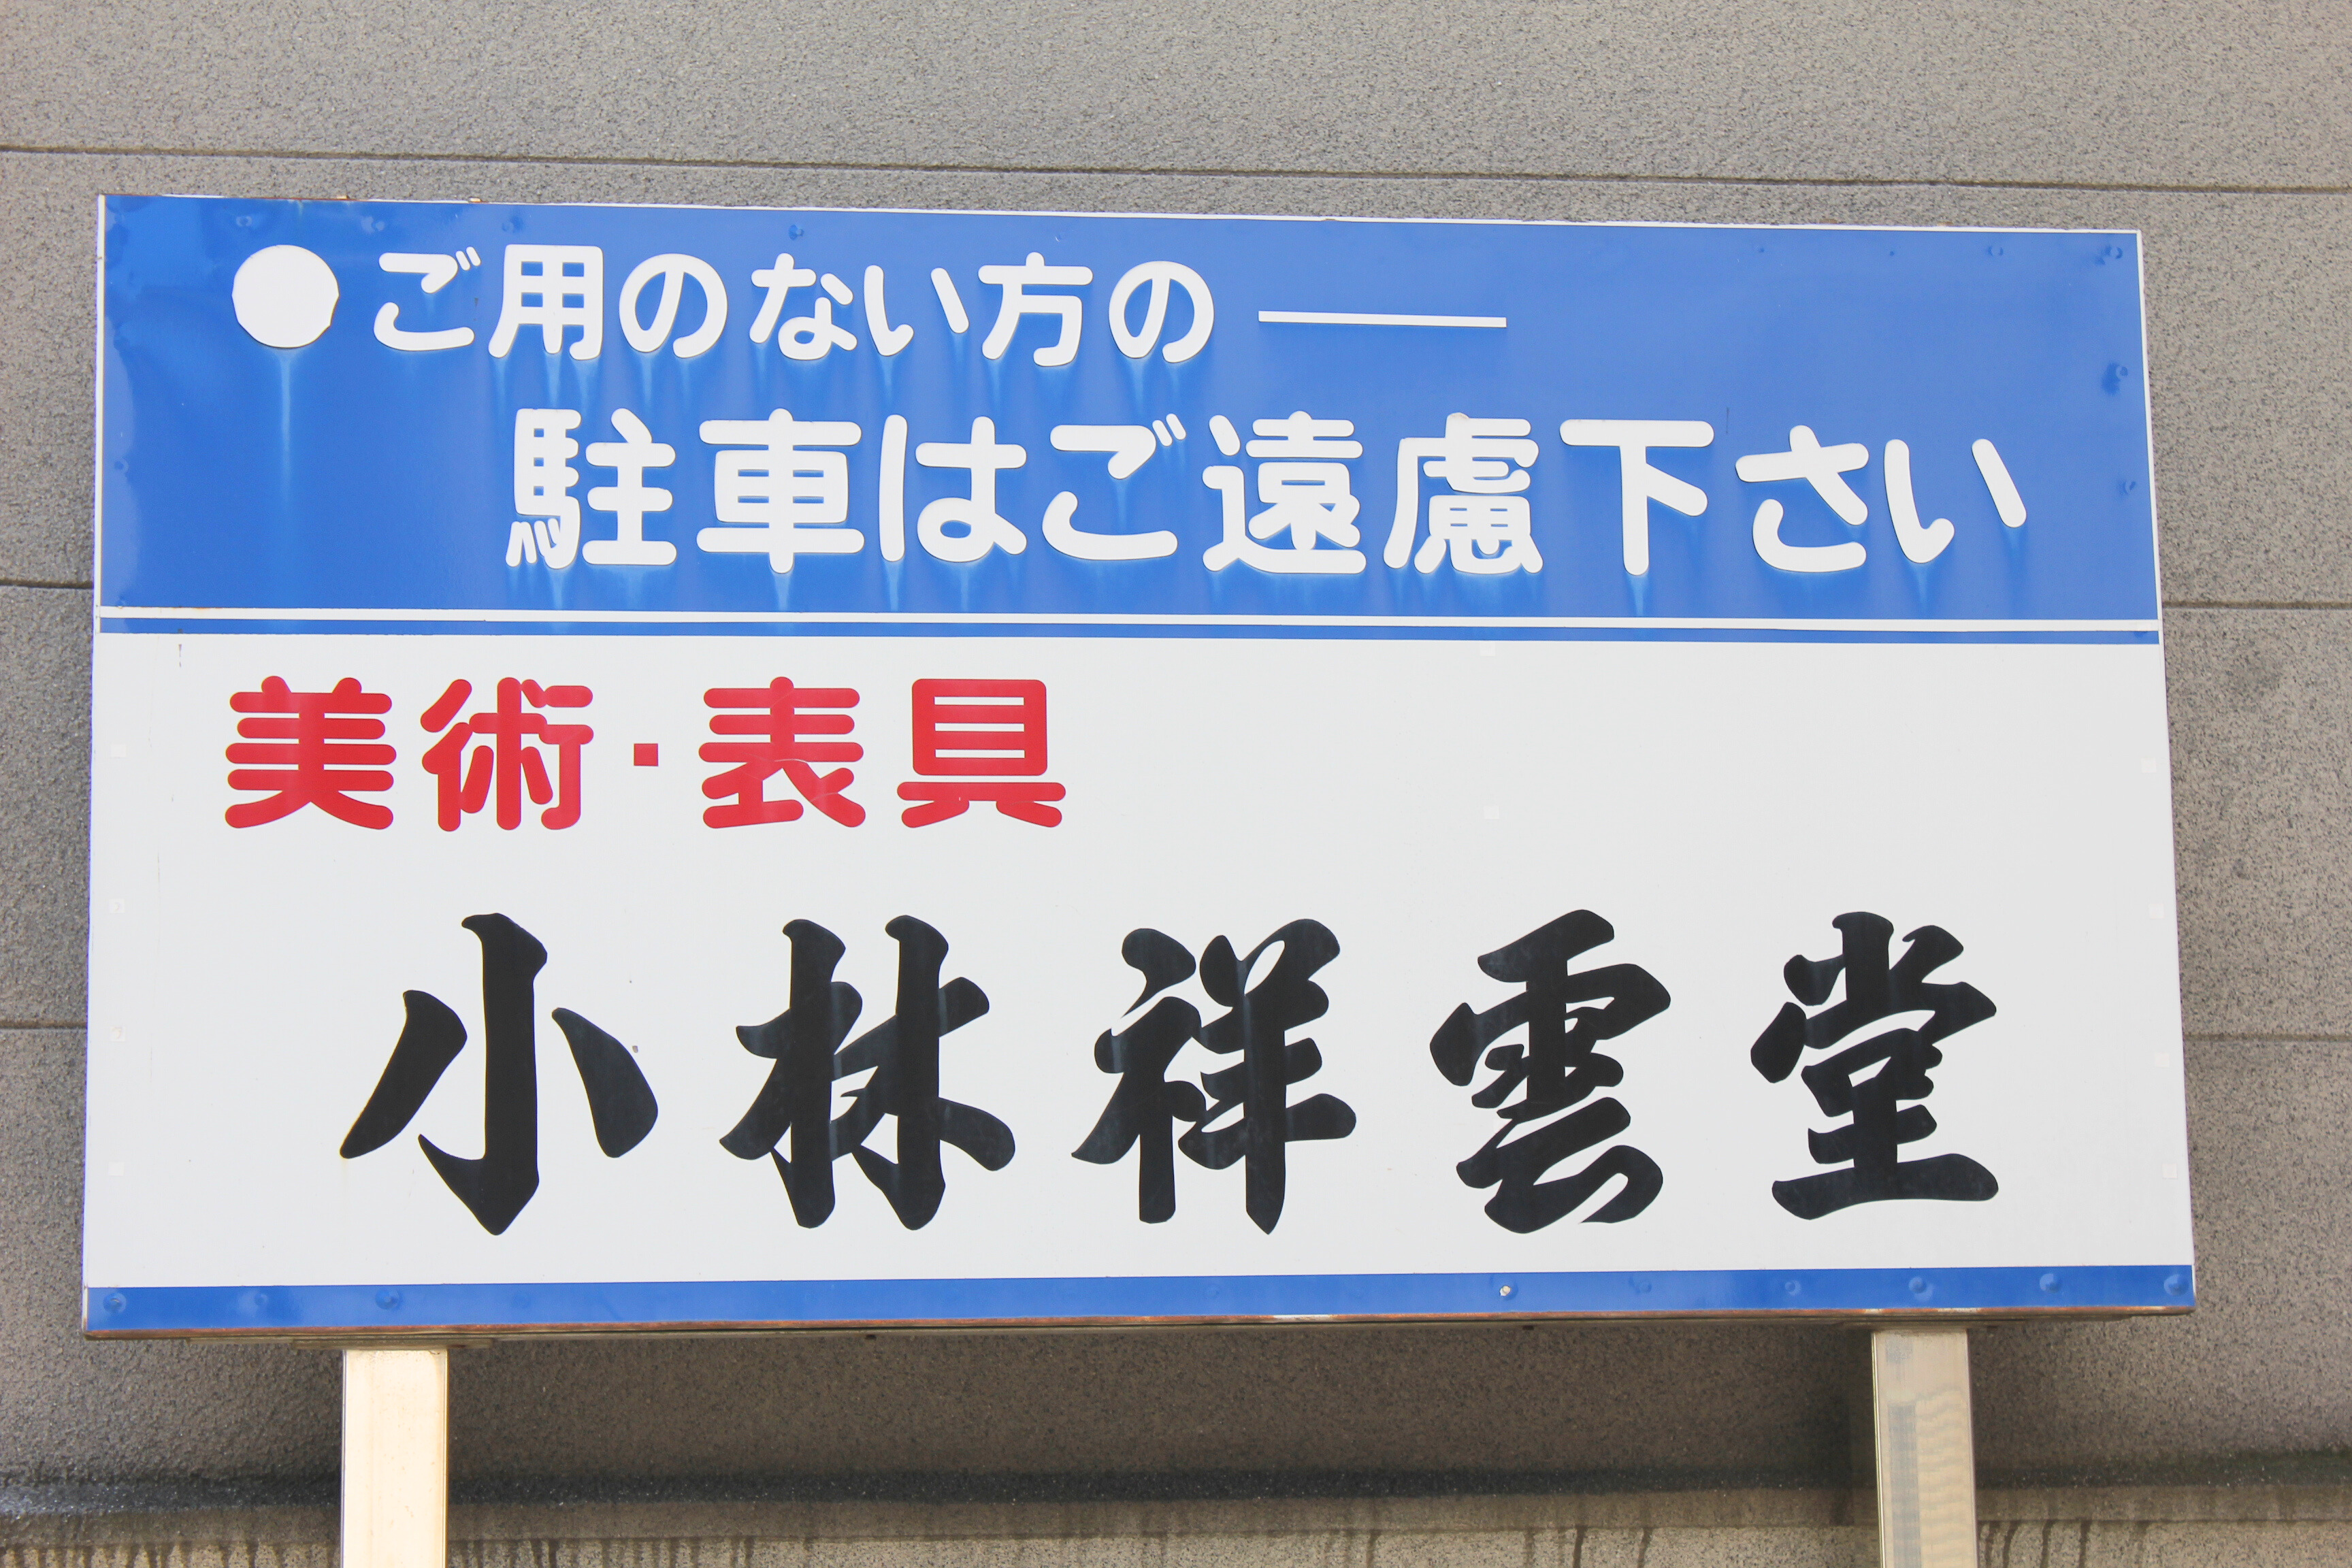 ●ご用のない方の――
駐車はご遠慮下さい
美術・表具
小林祥雲堂